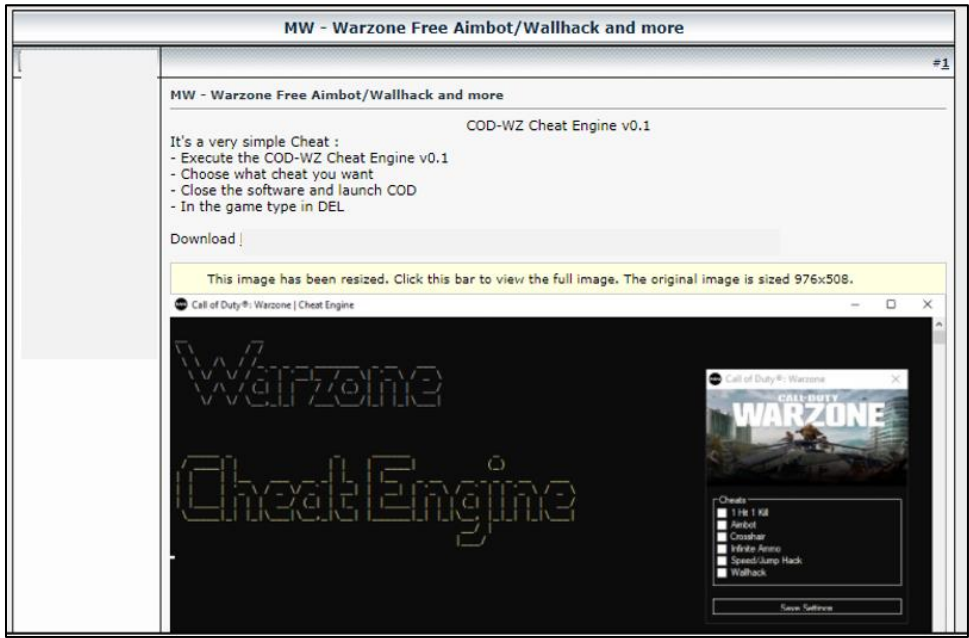 MW - Warzone Free Aimbot/Wallhack and more
#1
MW - Warzone Free Aimbot/Wallhack and more
COD-WZ Cheat Engine v0.1
It's a very simple Cheat :
- Execute the COD-WZ Cheat Engine v0.1
- Choose what cheat you want
- Close the software and launch COD
- In the game type in DEL
Download
This image has been resized. Click this bar to view the full image. The original image is sized 976x508.
Call of Duty®: Warzone | Cheat Engine
Warzone
Cheat Engine
Call of Duty®: Warzone
CALL OF DUTY
WARZONE
Cheats
1 Hit 1 Kill
Aimbot
Crosshair
Infinite Ammo
Speed/Jump Hack
Wallhack
Save Settings